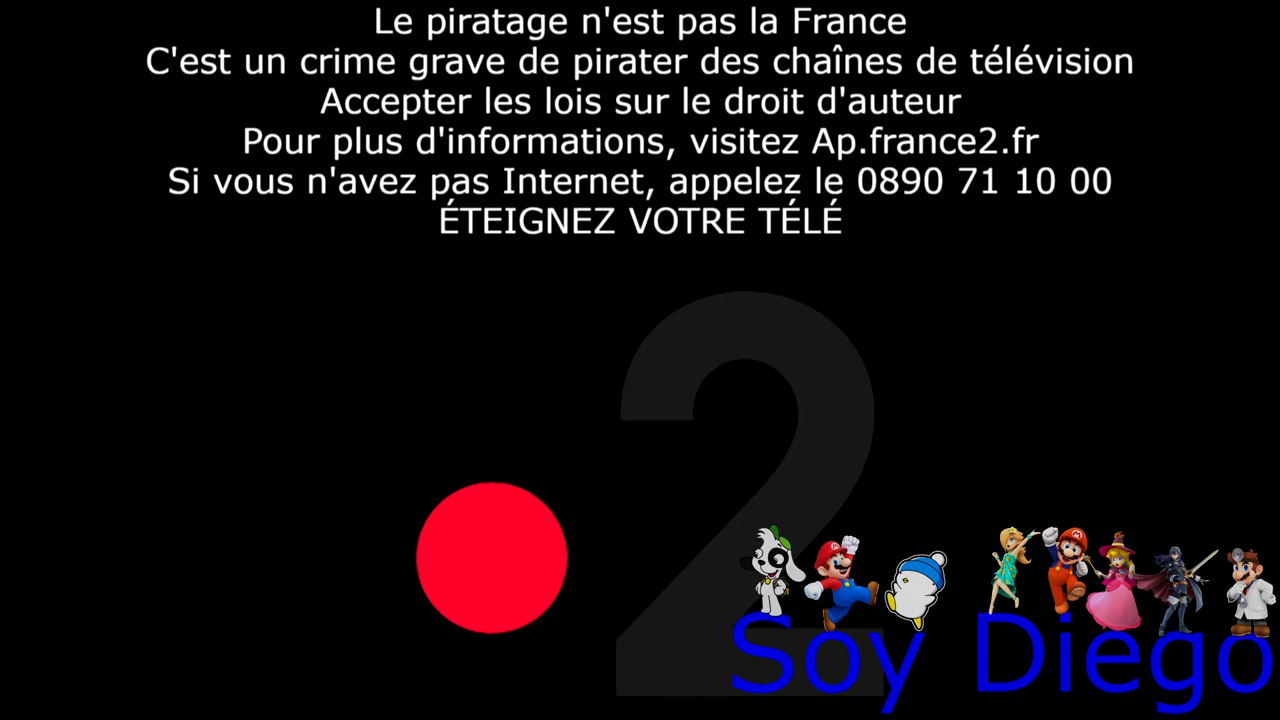 Le piratage n'est pas la France
C'est un crime grave de pirater des chaînes de télévision
Accepter les lois sur le droit d'auteur
Pour plus d'informations, visitez Ap.france2.fr
Si vous n'avez pas Internet, appelez le 0890 71 10 00
ÉTEIGNEZ VOTRE TÉLÉ
2
Soy Diego